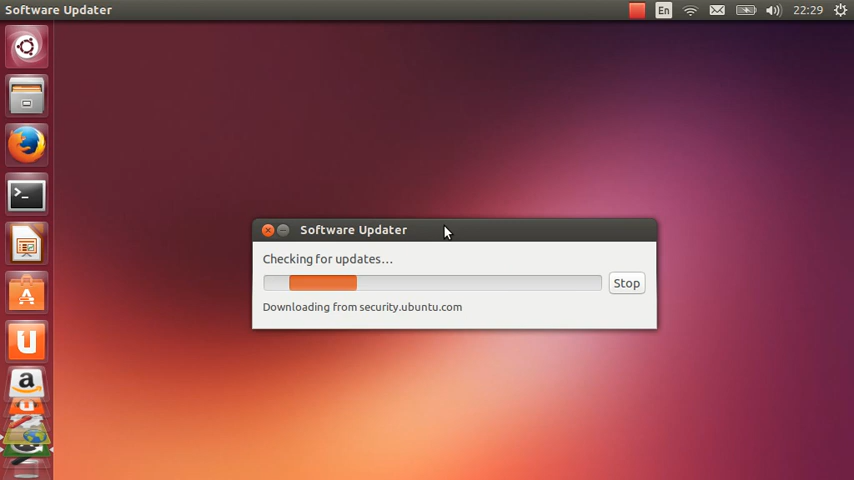 Software Updater
En
22:29
Software Updater
Checking for updates...
Stop
Downloading from security.ubuntu.com
>_
A
U
a